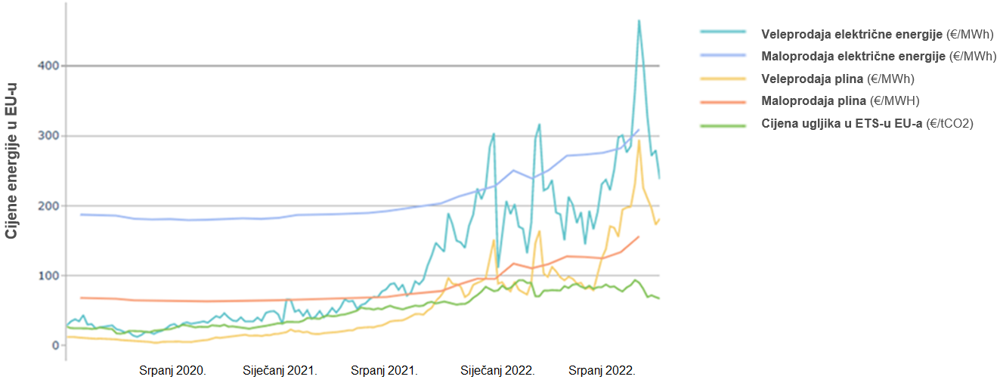 Cijene energije u EU-u
400
300
200
100
0
Srpanj 2020.
Siječanj 2021.
Srpanj 2021.
Siječanj 2022.
Srpanj 2022.
Veleprodaja električne energije (€/MWh)
Maloprodaja električne energije (€/MWh)
Veleprodaja plina (€/MWh)
Maloprodaja plina (€/MWH)
Cijena ugljika u ETS-u EU-a (€/tCO2)